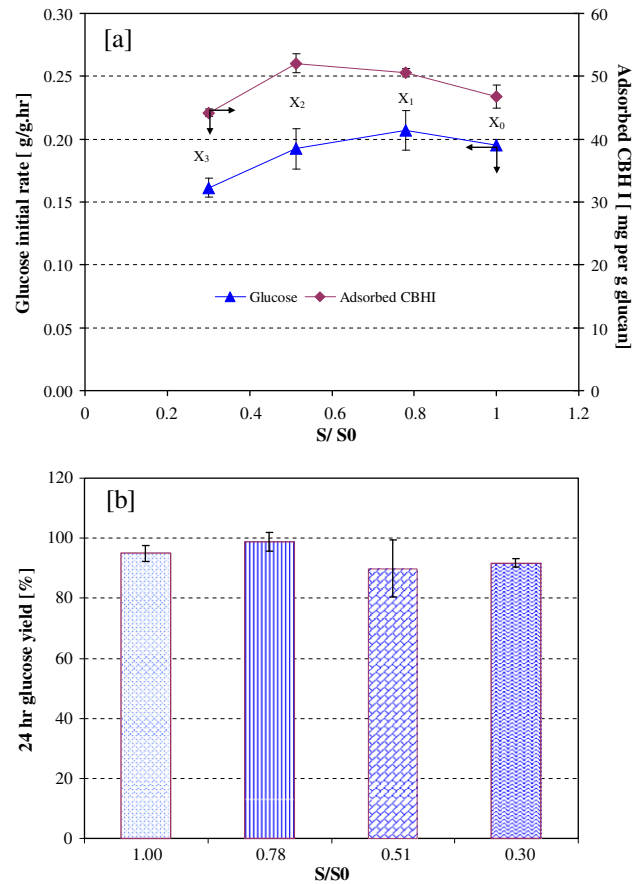 [a]
Glucose initial rate [ g/g.hr]
0.30
0.25
0.20
0.15
0.10
0.05
0.00
60
50
40
30
20
10
0
Adsorbed CBH I [ mg per g glucan]
X3
X2
X1
X0
Glucose
Adsorbed CBHI
0 0.2 0.4 0.6 0.8 1 1.2
S/ S0
[b]
24 hr glucose yield [%]
120
100
80
60
40
20
0
1.00 0.78 0.51 0.30
S/S0